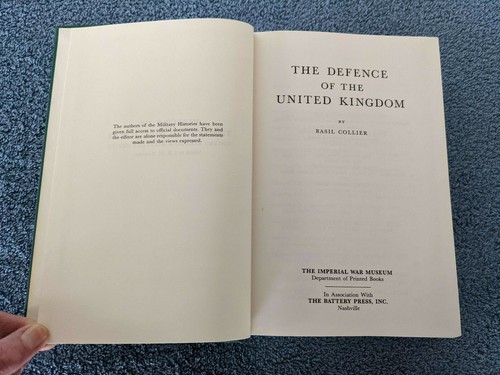 The authors of the Military Histories have been
given full access to official documents. They and
the editor are alone responsible for the statements
made and the views expressed.
THE DEFENCE
OF THE
UNITED KINGDOM
BY
BASIL COLLIER
THE IMPERIAL WAR MUSEUM
Department of Printed Books
In Association With
THE BATTERY PRESS, INC.
Nashville